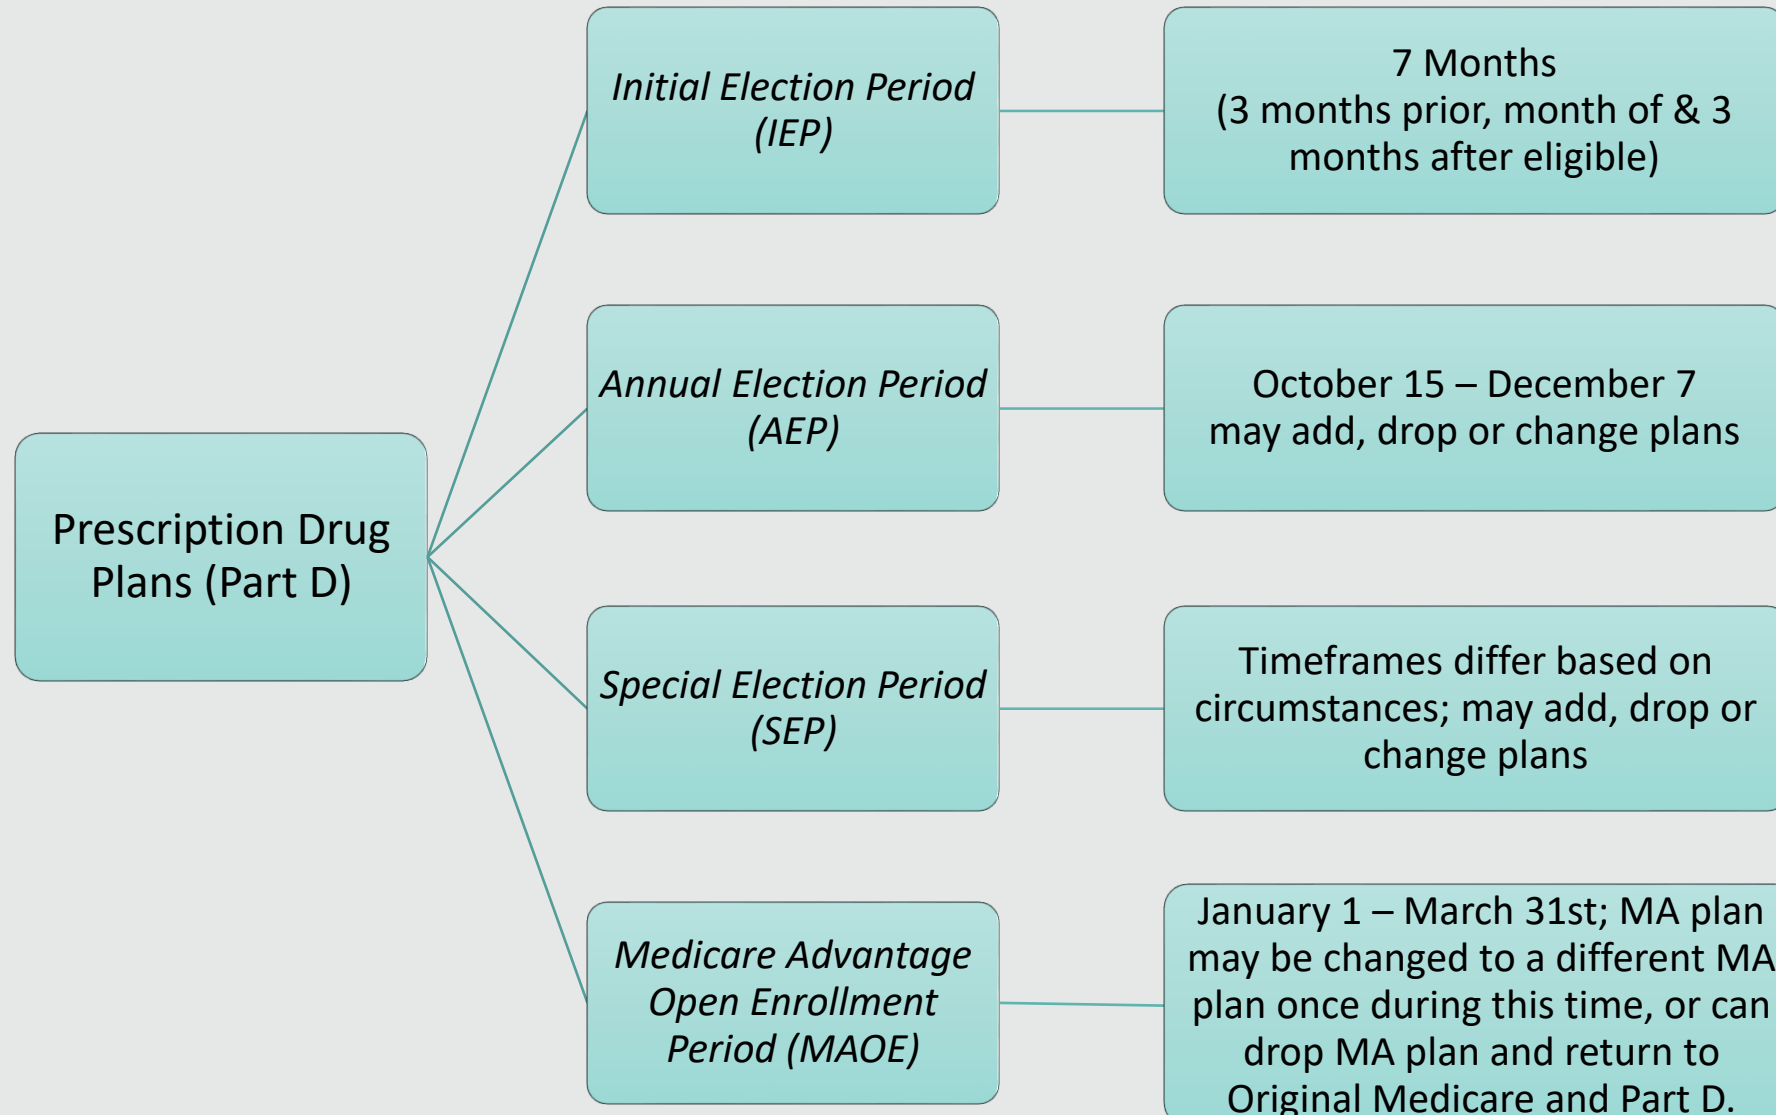 Prescription Drug
Plans (Part D)
Initial Election Period
(IEP)
7 Months
(3 months prior, month of & 3
months after eligible)
Annual Election Period
(AEP)
October 15 – December 7
may add, drop or change plans
Special Election Period
(SEP)
Timeframes differ based on
circumstances; may add, drop or
change plans
Medicare Advantage
Open Enrollment
Period (MAOE)
January 1 – March 31st; MA plan
may be changed to a different MA
plan once during this time, or can
drop MA plan and return to
Original Medicare and Part D.